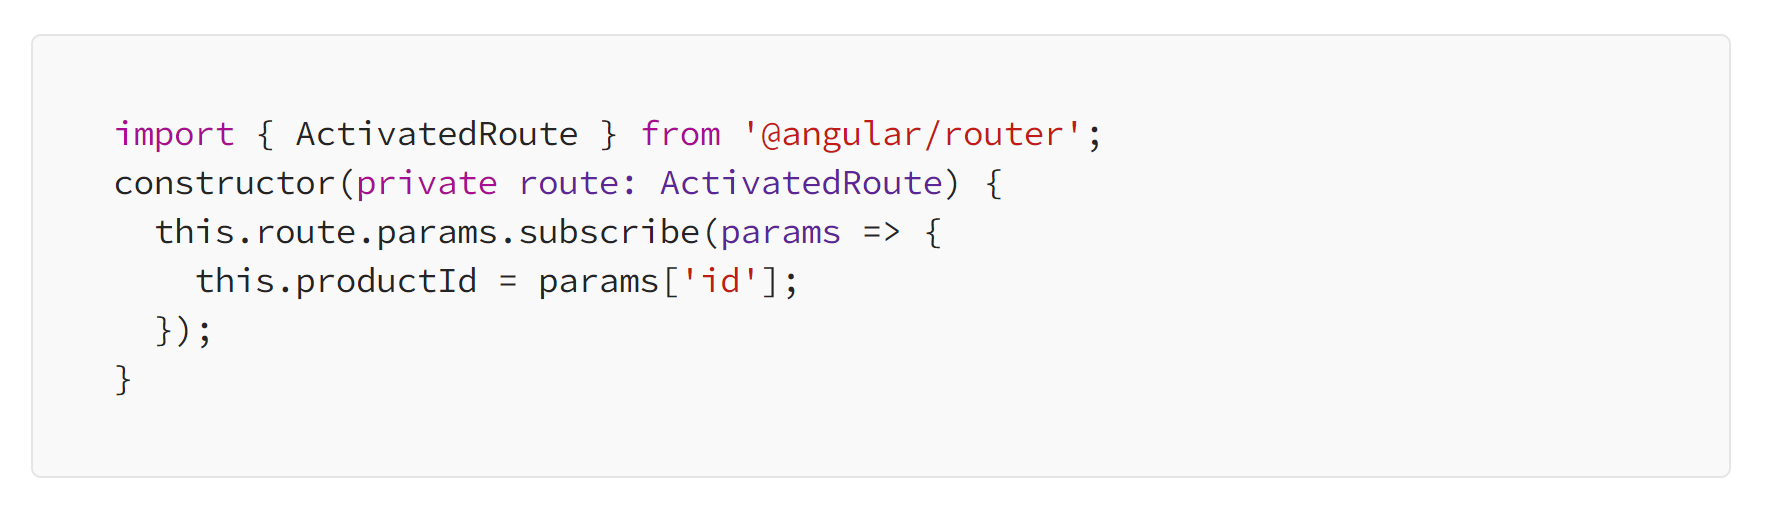 import { ActivatedRoute } from '@angular/router';
constructor(private route: ActivatedRoute) {
  this.route.params.subscribe(params => {
    this.productId = params['id'];
  });
}